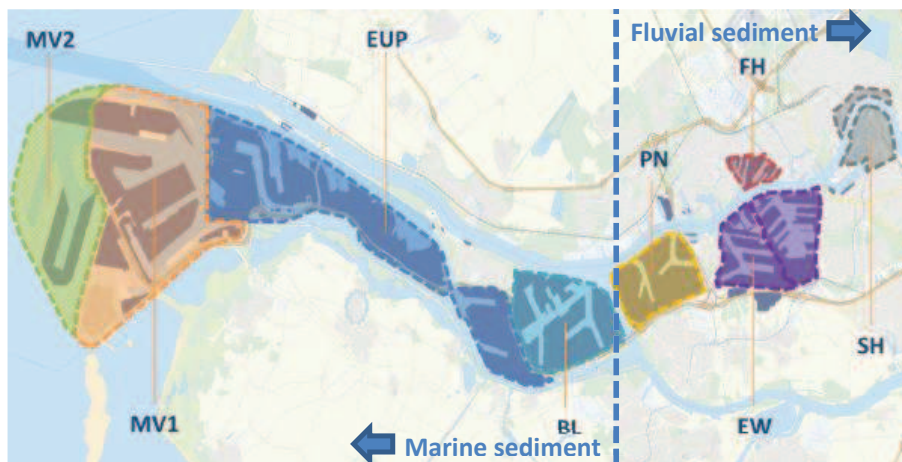 MV2
EUP
Fluvial sediment
FH
PN
SH
MV1
BL
EW
Marine sediment